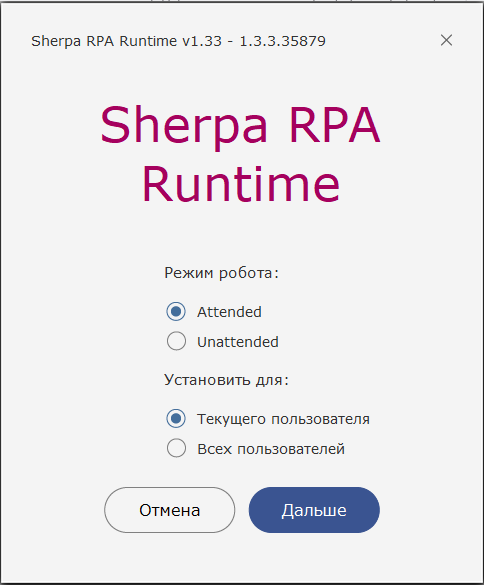 Sherpa RPA Runtime v1.33 - 1.3.3.35879
Sherpa RPA
Runtime
Режим робота:
Attended
Unattended
Установить для:
Текущего пользователя
Всех пользователей
Отмена
Дальше